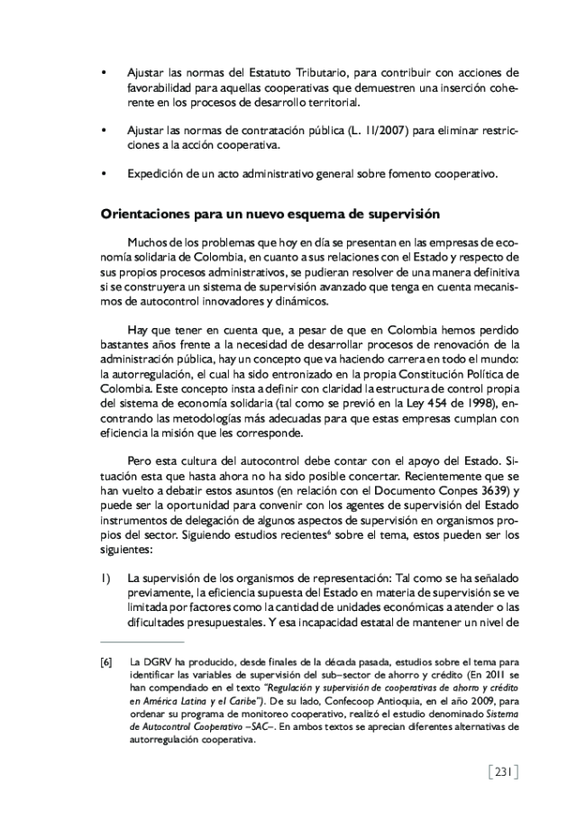 • Ajustar las normas del Estatuto Tributario, para contribuir con acciones de
favorabilidad para aquellas cooperativas que demuestren una inserción cohe-
rente en los procesos de desarrollo territorial.
• Ajustar las normas de contratación pública (L. 11/2007) para eliminar restric-
ciones a la acción cooperativa.
• Expedición de un acto administrativo general sobre fomento cooperativo.
Orientaciones para un nuevo esquema de supervisión
Muchos de los problemas que hoy en día se presentan en las empresas de eco-
nomía solidaria de Colombia, en cuanto a sus relaciones con el Estado y respecto de
sus propios procesos administrativos, se pudieran resolver de una manera definitiva
si se construyera un sistema de supervisión avanzado que tenga en cuenta mecanis-
mos de autocontrol innovadores y dinámicos.
Hay que tener en cuenta que, a pesar de que en Colombia hemos perdido
bastantes años frente a la necesidad de desarrollar procesos de renovación de la
administración pública, hay un concepto que va haciendo carrera en todo el mundo:
la autorregulación, el cual ha sido entronizado en la propia Constitución Política de
Colombia. Este concepto insta a definir con claridad la estructura de control propia
del sistema de economía solidaria (tal como se previó en la Ley 454 de 1998), en-
contrando las metodologías más adecuadas para que estas empresas cumplan con
eficiencia la misión que les corresponde.
Pero esta cultura del autocontrol debe contar con el apoyo del Estado. Si-
tuación esta que hasta ahora no ha sido posible concertar. Recientemente que se
han vuelto a debatir estos asuntos (en relación con el Documento Conpes 3639) y
puede ser la oportunidad para convenir con los agentes de supervisión del Estado
instrumentos de delegación de algunos aspectos de supervisión en organismos pro-
pios del sector. Siguiendo estudios recientes⁶ sobre el tema, estos pueden ser los
siguientes:
1) La supervisión de los organismos de representación: Tal como se ha señalado
previamente, la eficiencia supuesta del Estado en materia de supervisión se ve
limitada por factores como la cantidad de unidades económicas a atender o las
dificultades presupuestales. Y esa incapacidad estatal de mantener un nivel de
[6] La DGRV ha producido, desde finales de la década pasada, estudios sobre el tema para
identificar las variables de supervisión del sub–sector de ahorro y crédito (En 2011 se
han compendiado en el texto "Regulación y supervisión de cooperativas de ahorro y crédito
en América Latina y el Caribe"). De su lado, Confecoop Antioquia, en el año 2009, para
ordenar su programa de monitoreo cooperativo, realizó el estudio denominado Sistema
de Autocontrol Cooperativo –SAC–. En ambos textos se aprecian diferentes alternativas de
autorregulación cooperativa.
[231]